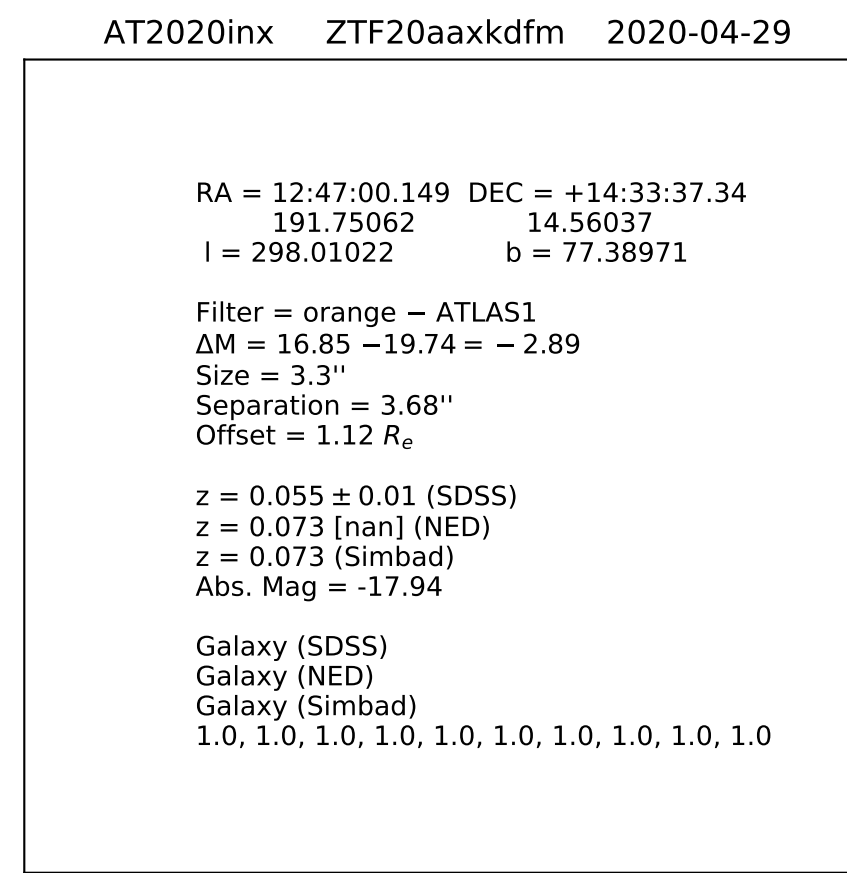 AT2020inx ZTF20aaxkdfm 2020-04-29
RA = 12:47:00.149 DEC = +14:33:37.34
191.75062 14.56037
l = 298.01022 b = 77.38971
Filter = orange − ATLAS1
ΔM = 16.85 −19.74 = − 2.89
Size = 3.3''
Separation = 3.68''
Offset = 1.12 Rₑ
z = 0.055 ± 0.01 (SDSS)
z = 0.073 [nan] (NED)
z = 0.073 (Simbad)
Abs. Mag = -17.94
Galaxy (SDSS)
Galaxy (NED)
Galaxy (Simbad)
1.0, 1.0, 1.0, 1.0, 1.0, 1.0, 1.0, 1.0, 1.0, 1.0